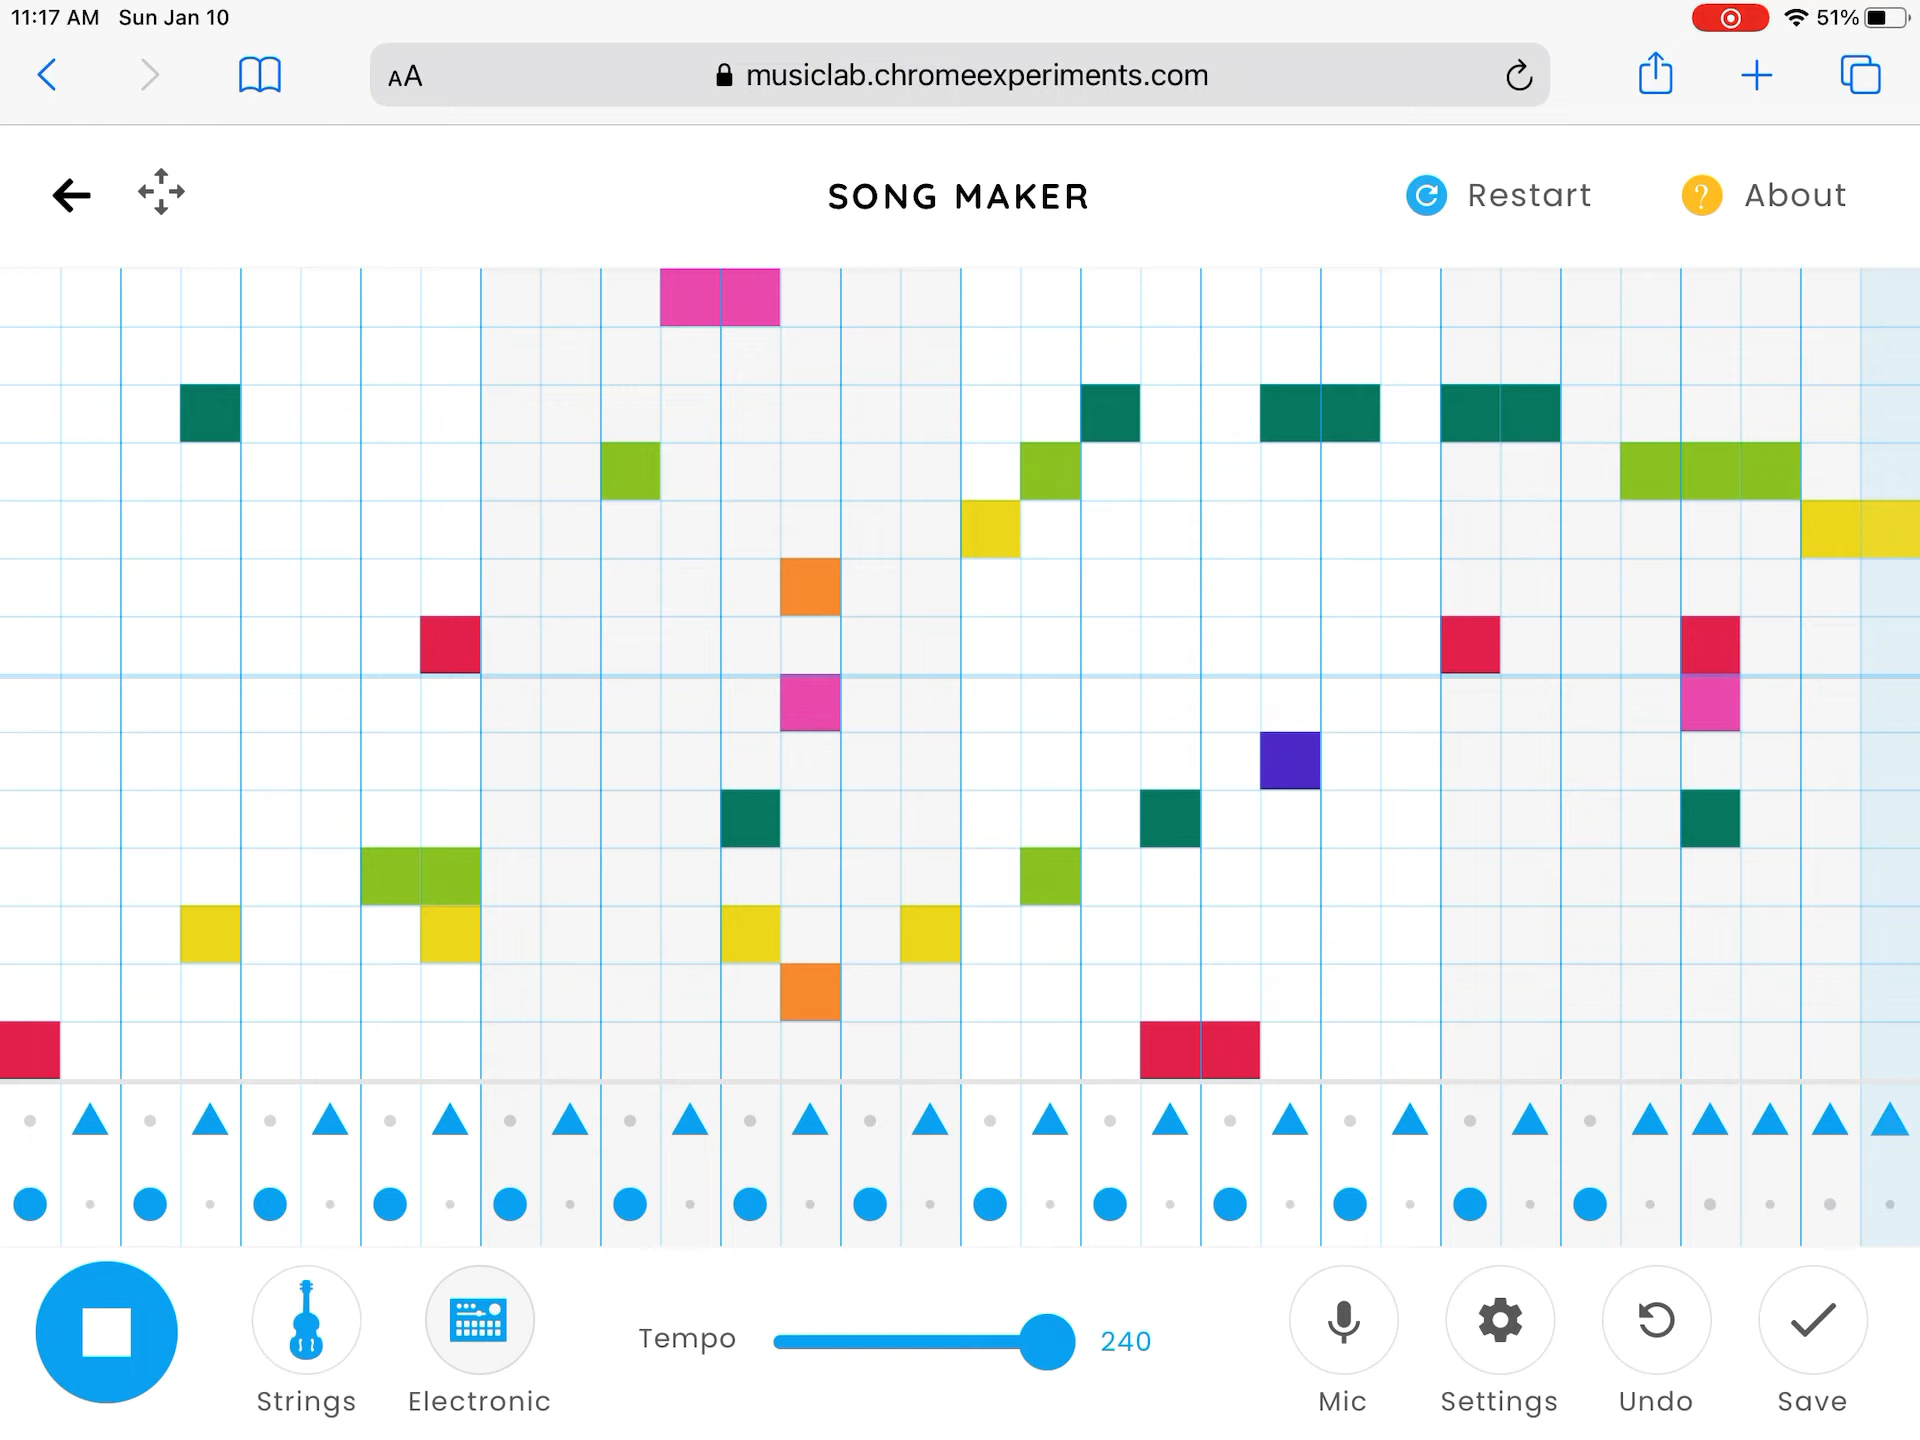 11:17 AM Sun Jan 10
51%
AA
musiclab.chromeexperiments.com
SONG MAKER
Restart
? About
Tempo
240
Strings
Electronic
Mic
Settings
Undo
Save